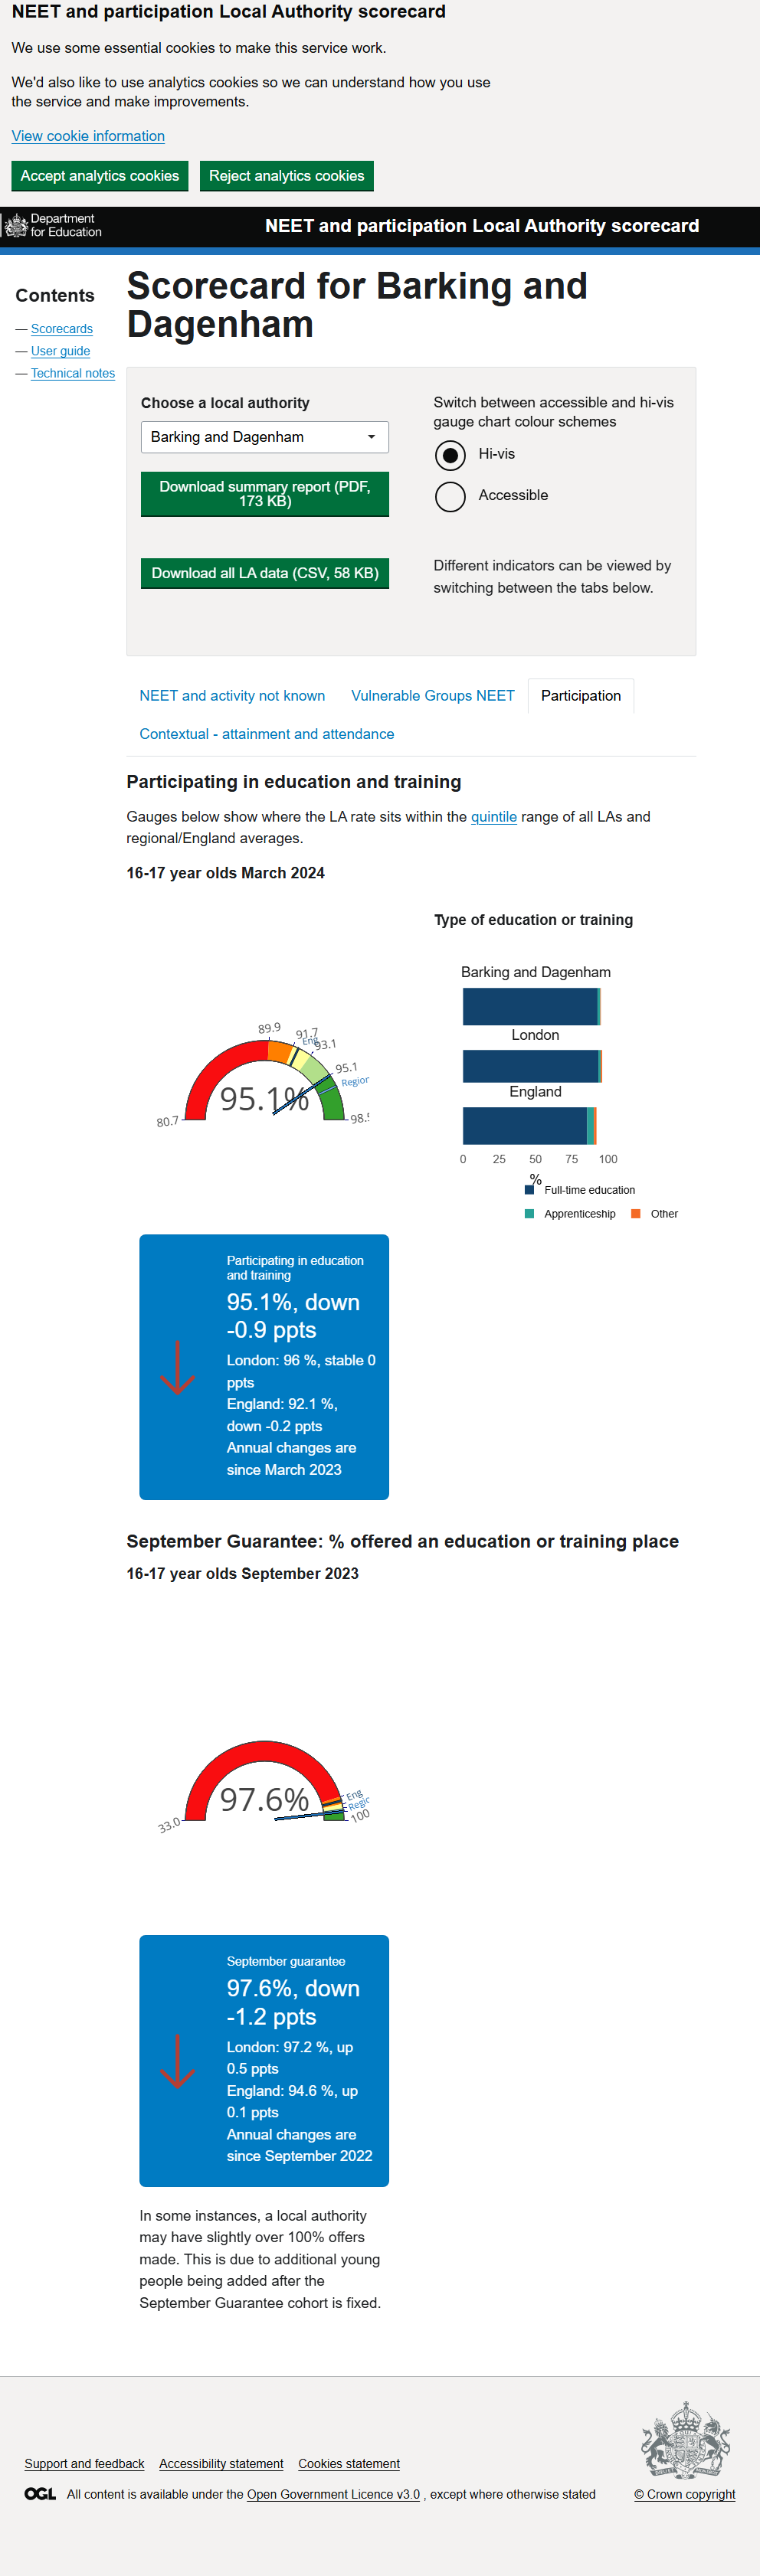 NEET and participation Local Authority scorecard
We use some essential cookies to make this service work.
We'd also like to use analytics cookies so we can understand how you use
the service and make improvements.
View cookie information
Accept analytics cookies
Reject analytics cookies
Department
for Education
NEET and participation Local Authority scorecard
Contents
— Scorecards
— User guide
— Technical notes
Scorecard for Barking and
Dagenham
Choose a local authority
Barking and Dagenham
Download summary report (PDF,
173 KB)
Download all LA data (CSV, 58 KB)
Switch between accessible and hi-vis
gauge chart colour schemes
Hi-vis
Accessible
Different indicators can be viewed by
switching between the tabs below.
NEET and activity not known
Vulnerable Groups NEET
Participation
Contextual - attainment and attendance
Participating in education and training
Gauges below show where the LA rate sits within the quintile range of all LAs and
regional/England averages.
16-17 year olds March 2024
80.7
89.9
91.7
Eng
93.1
95.1
Region
95.1%
Type of education or training
Barking and Dagenham
London
England
0 25 50 75 100
%
Full-time education
Apprenticeship
Other
Participating in education
and training
95.1%, down
-0.9 ppts
London: 96 %, stable 0
ppts
England: 92.1 %,
down -0.2 ppts
Annual changes are
since March 2023
September Guarantee: % offered an education or training place
16-17 year olds September 2023
33.0
97.6%
Eng
100
September guarantee
97.6%, down
-1.2 ppts
London: 97.2 %, up
0.5 ppts
England: 94.6 %, up
0.1 ppts
Annual changes are
since September 2022
In some instances, a local authority
may have slightly over 100% offers
made. This is due to additional young
people being added after the
September Guarantee cohort is fixed.
Support and feedback
Accessibility statement
Cookies statement
OGL
All content is available under the Open Government Licence v3.0 , except where otherwise stated
© Crown copyright